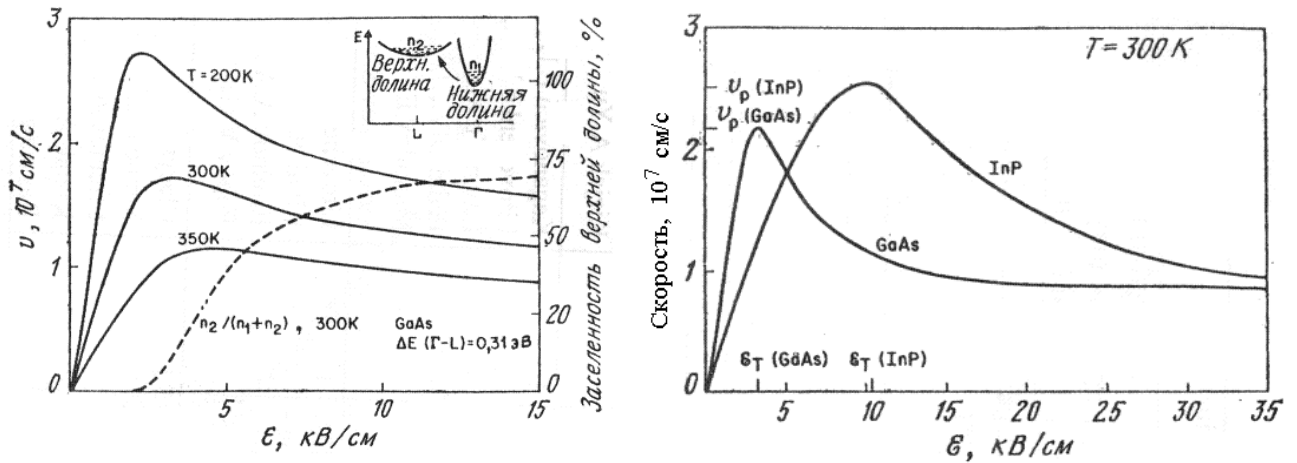 3
2
1
0
υ, 10⁷ см/с
T = 200K
300K
350K
E
n₂
n₁
Верхн.
долина
Нижняя
долина
L
Γ
n₂/(n₁+n₂), 300K
GaAs
ΔE (Γ-L)=0,31 эВ
100
75
50
20
0
Заселенность верхней долины, %
5
10
15
ℰ, кВ/см
3
2
1
0
Скорость, 10⁷ см/с
T=300 K
υₚ (InP)
υₚ (GaAs)
InP
GaAs
ℰ_T (GaAs) ℰ_T (InP)
5
10
15
20
25
30
35
ℰ, кВ/см